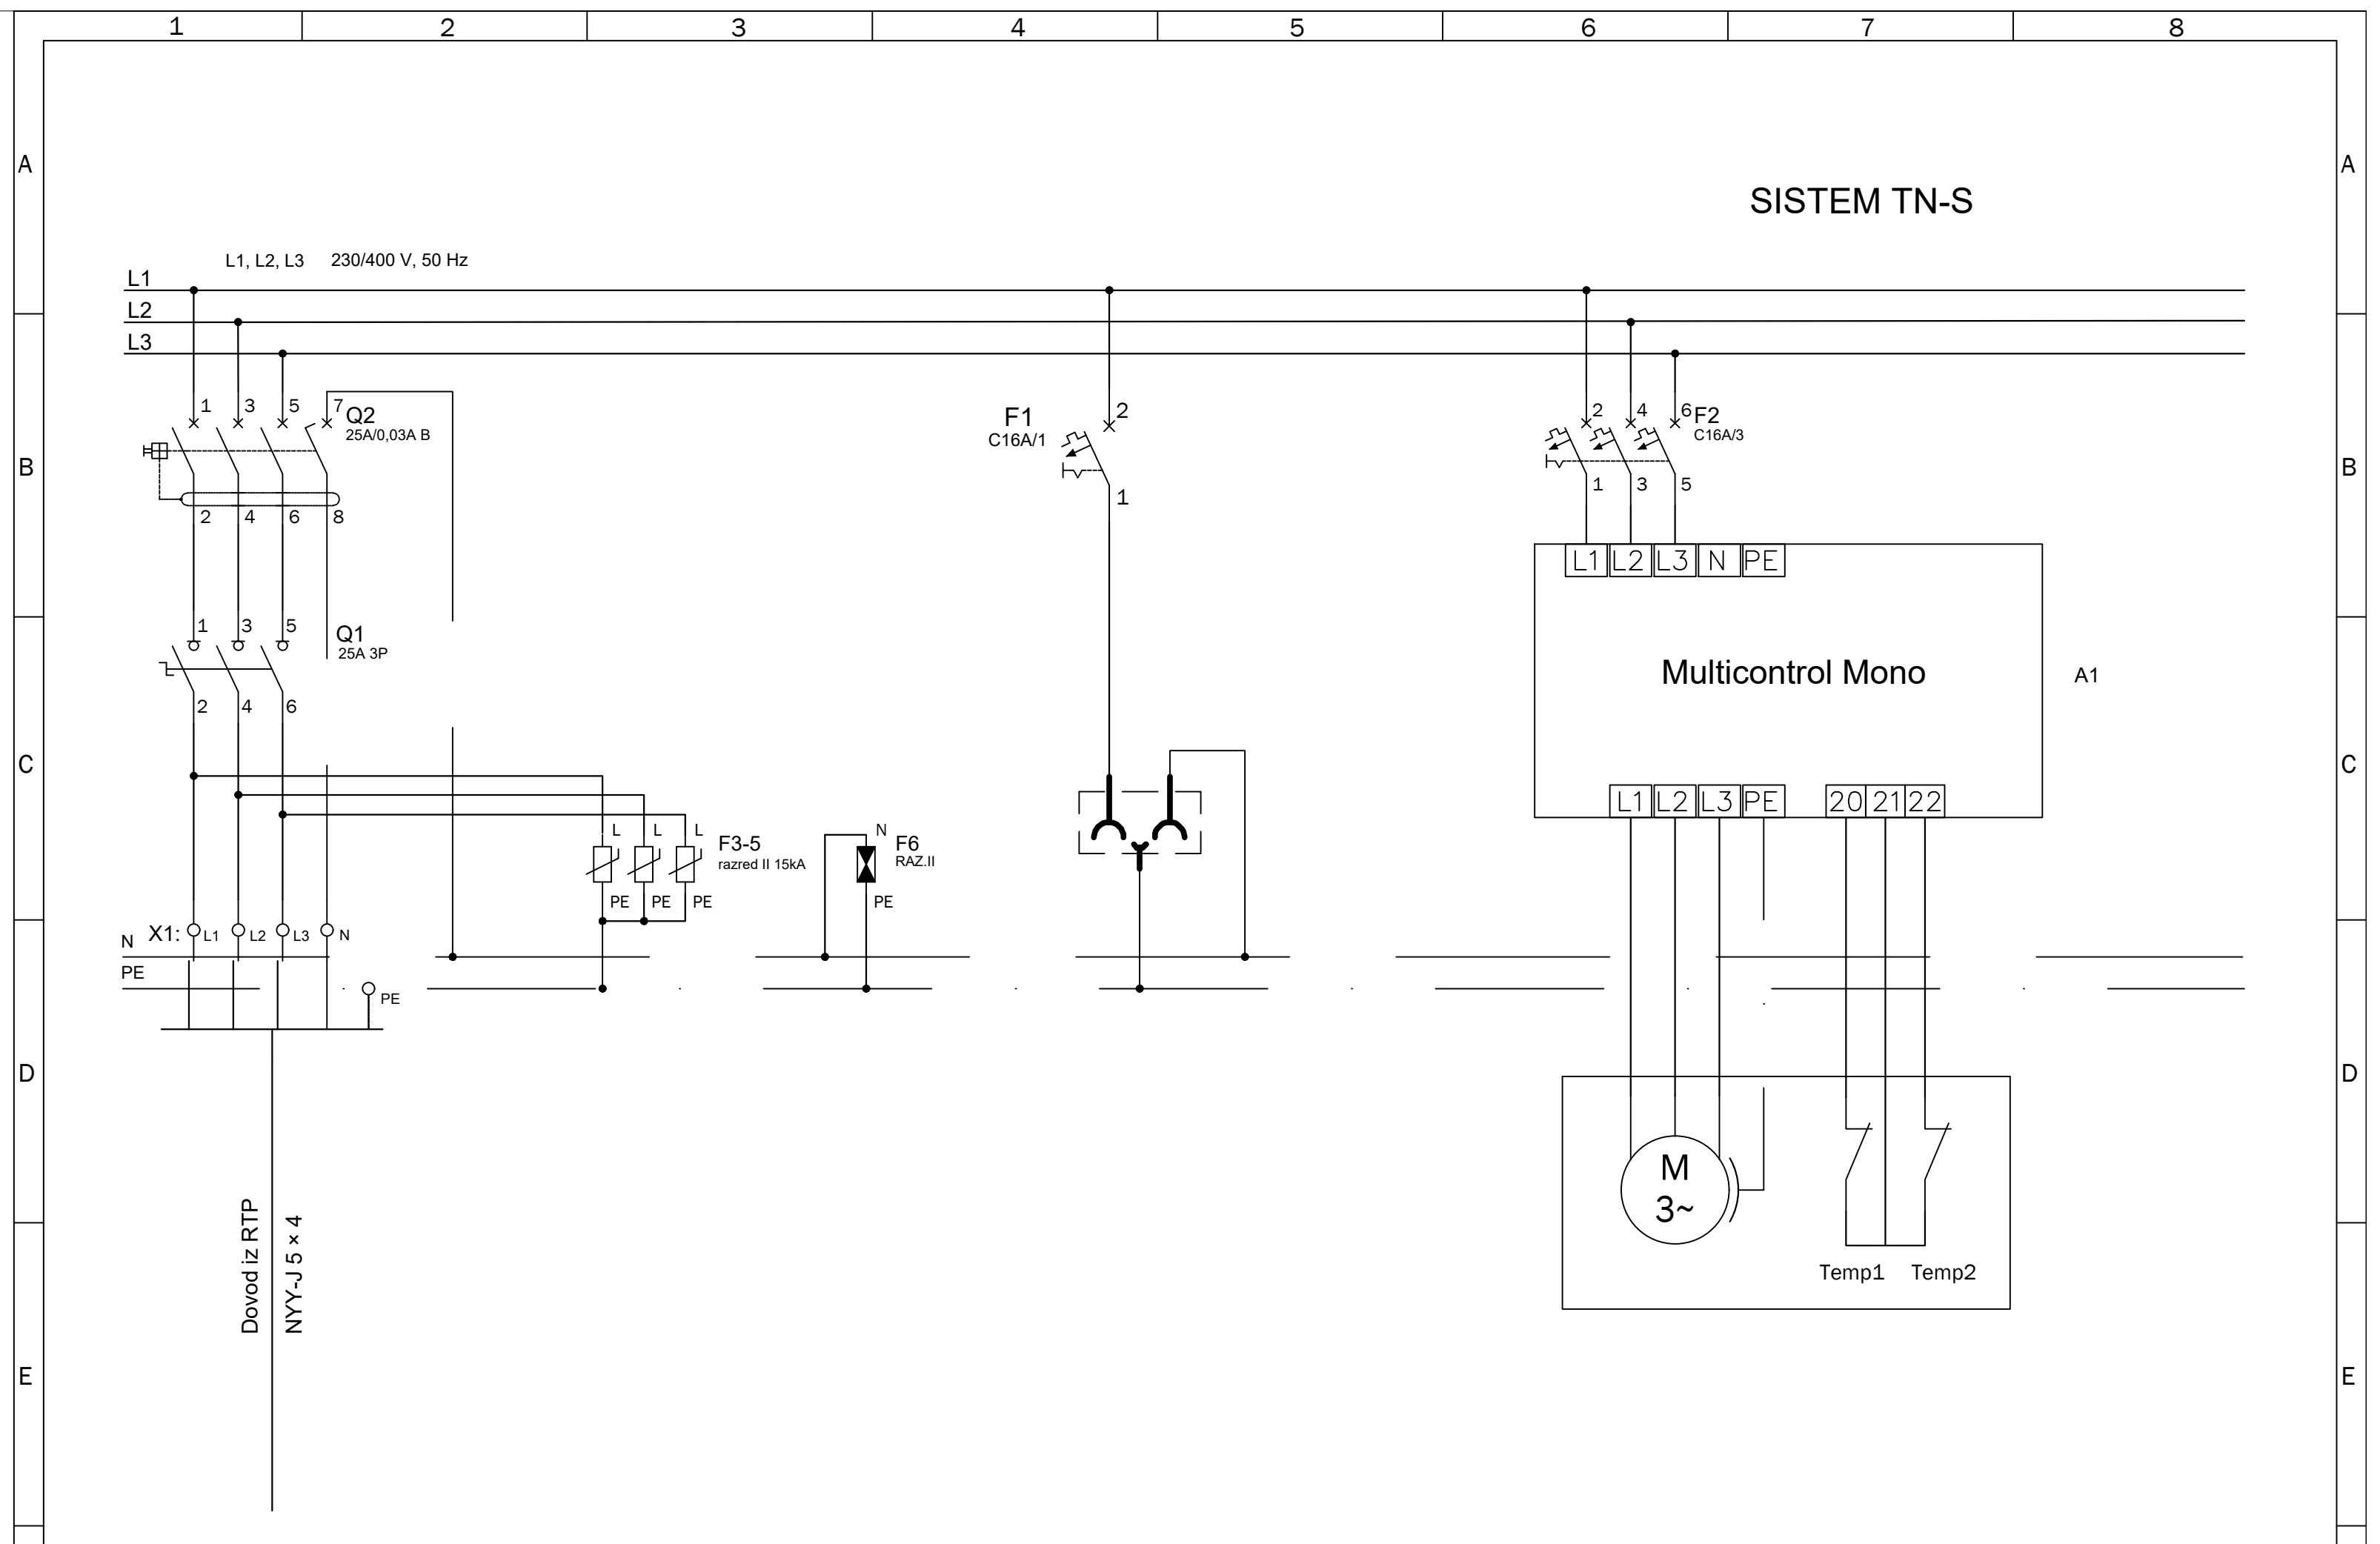 1 2 3 4 5 6 7 8
A A
SISTEM TN-S
L1, L2, L3 230/400 V, 50 Hz
L1
L2
L3
1 3 5 7 Q2
25A/0,03A B
2 4 6 8
F1 2
C16A/1
1
2 4 6 F2
C16A/3
1 3 5
B B
L1 L2 L3 N PE
1 3 5 Q1
25A 3P
2 4 6
Multicontrol Mono A1
C C
L1 L2 L3 PE 20 21 22
L L L F3-5
razred II 15kA
PE PE PE
N F6
RAZ.II
PE
N X1: L1 L2 L3 N
PE
PE
D D
M
3~
Temp1 Temp2
Dovod iz RTP
NYY-J 5 × 4
E E